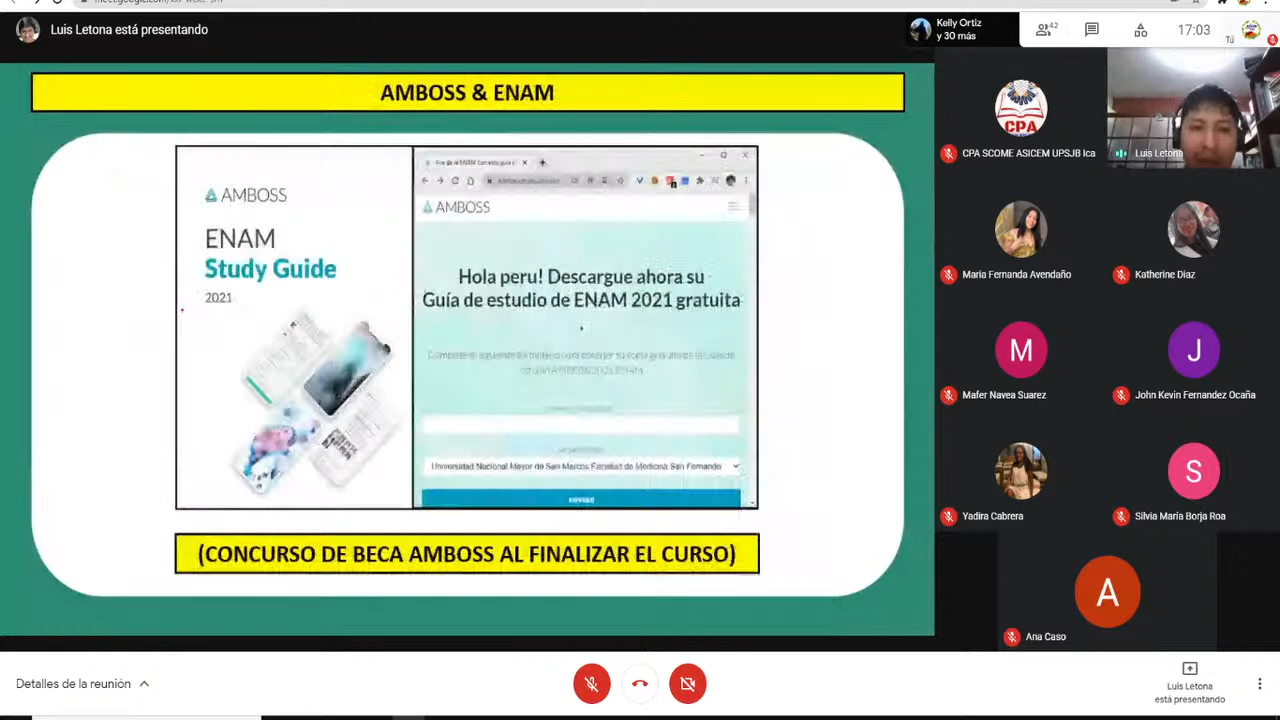 Luis Letona está presentando
Kelly Ortiz
y 30 más
42
17:03
Tú
AMBOSS & ENAM
AMBOSS
ENAM
Study Guide
2021
AMBOSS
Hola peru! Descargue ahora su
Guía de estudio de ENAM 2021 gratuita
.
Universidad Nacional Mayor de San Marcos Facultad de Medicina San Fernando
ENVIAR
(CONCURSO DE BECA AMBOSS AL FINALIZAR EL CURSO)
CPA
CPA SCOME ASICEM UPSJB Ica
Luis Letona
Maria Fernanda Avendaño
Katherine Diaz
M
Mafer Navea Suarez
J
John Kevin Fernandez Ocaña
Yadira Cabrera
S
Silvia María Borja Roa
A
Ana Caso
Detalles de la reunión
Luis Letona
está presentando